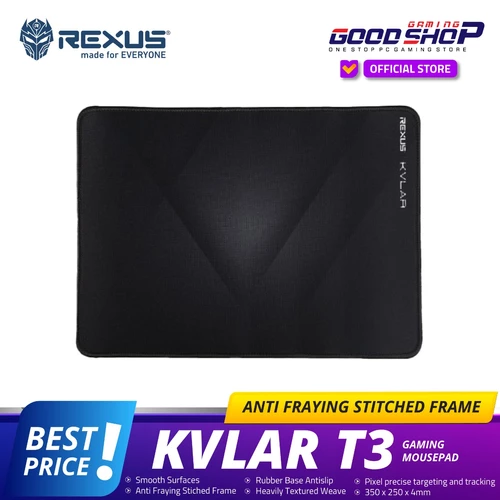 REXUS®
made for EVERYONE
GAMING
GOODSHOP
ONE STOP PC GAMING STORE
OFFICIAL STORE
REXUS KVLAR
ANTI FRAYING STITCHED FRAME
BEST
PRICE!
KVLAR T3
GAMING
MOUSEPAD
• Smooth Surfaces
• Anti Fraying Stiched Frame
• Rubber Base Antislip
• Heavily Textured Weave
• Pixel precise targeting and tracking
• 350 x 250 x 4mm